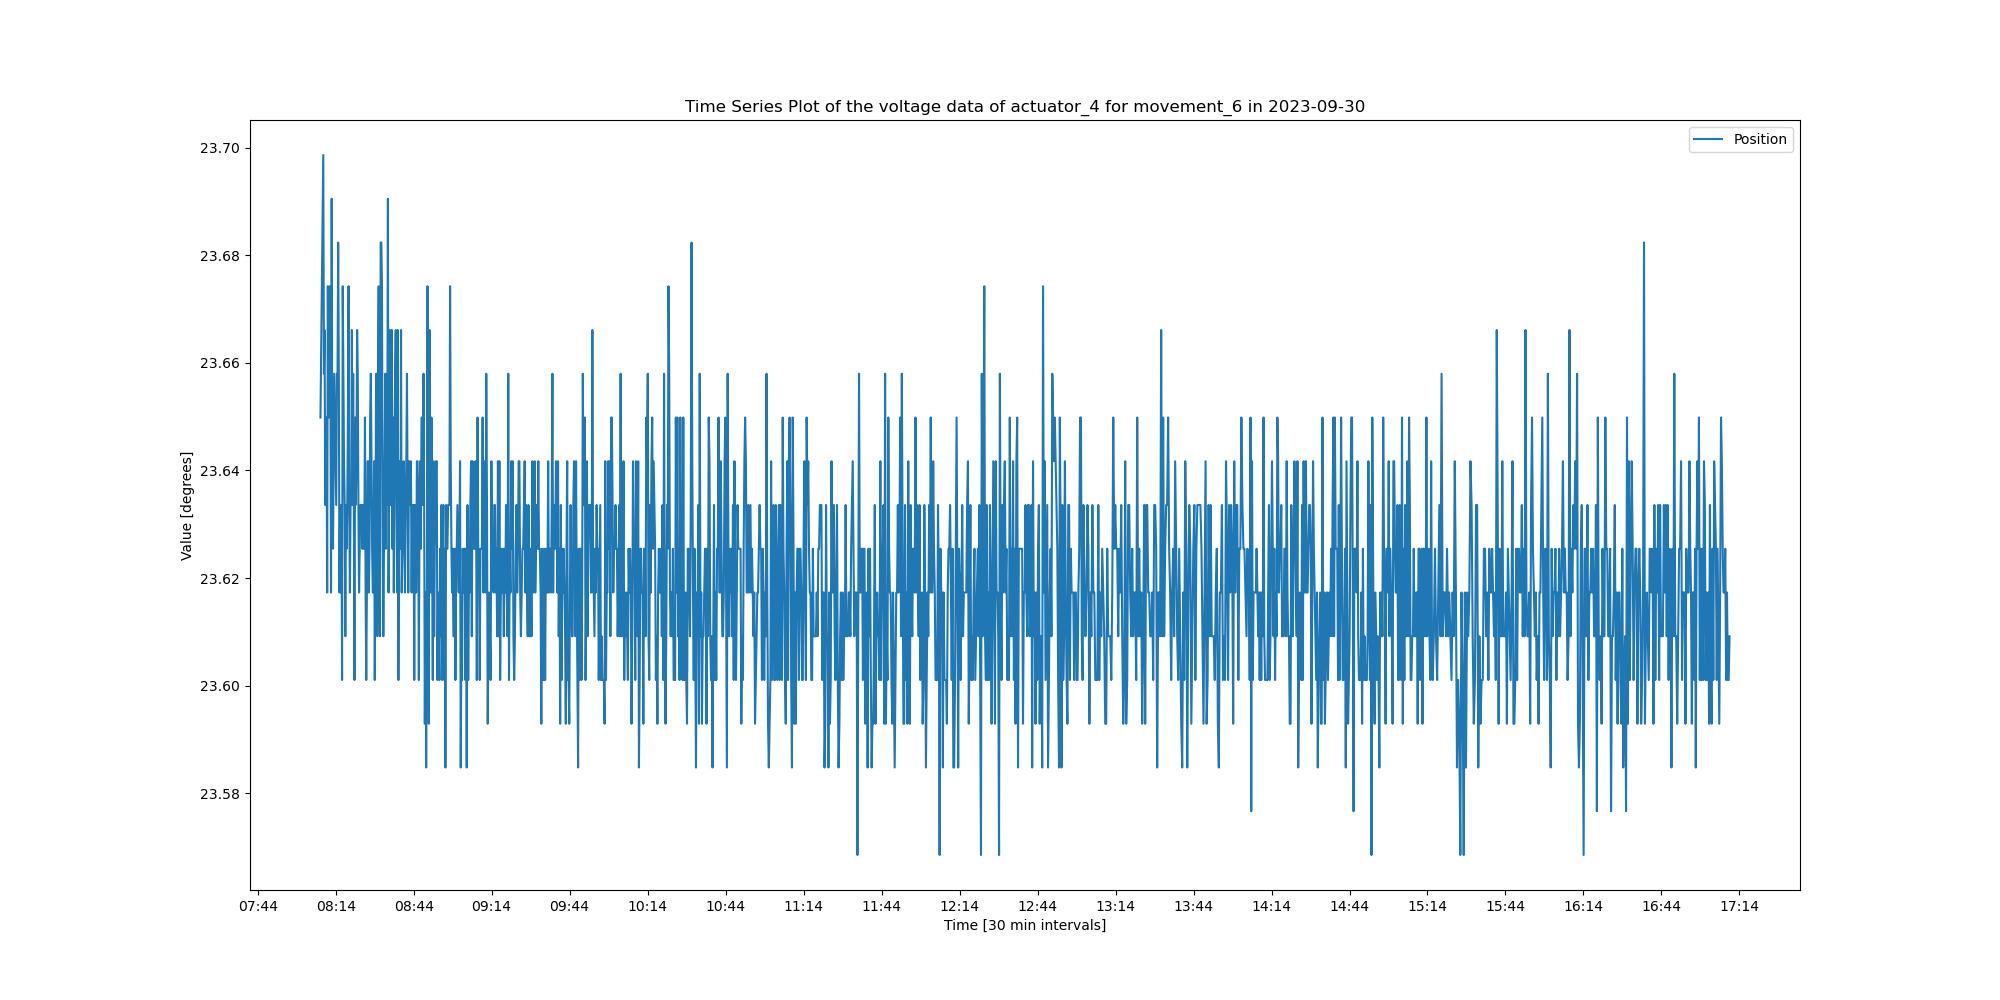 Time Series Plot of the voltage data of actuator_4 for movement_6 in 2023-09-30
Position
23.70
23.68
23.66
23.64
23.62
23.60
23.58
Value [degrees]
07:44 08:14 08:44 09:14 09:44 10:14 10:44 11:14 11:44 12:14 12:44 13:14 13:44 14:14 14:44 15:14 15:44 16:14 16:44 17:14
Time [30 min intervals]